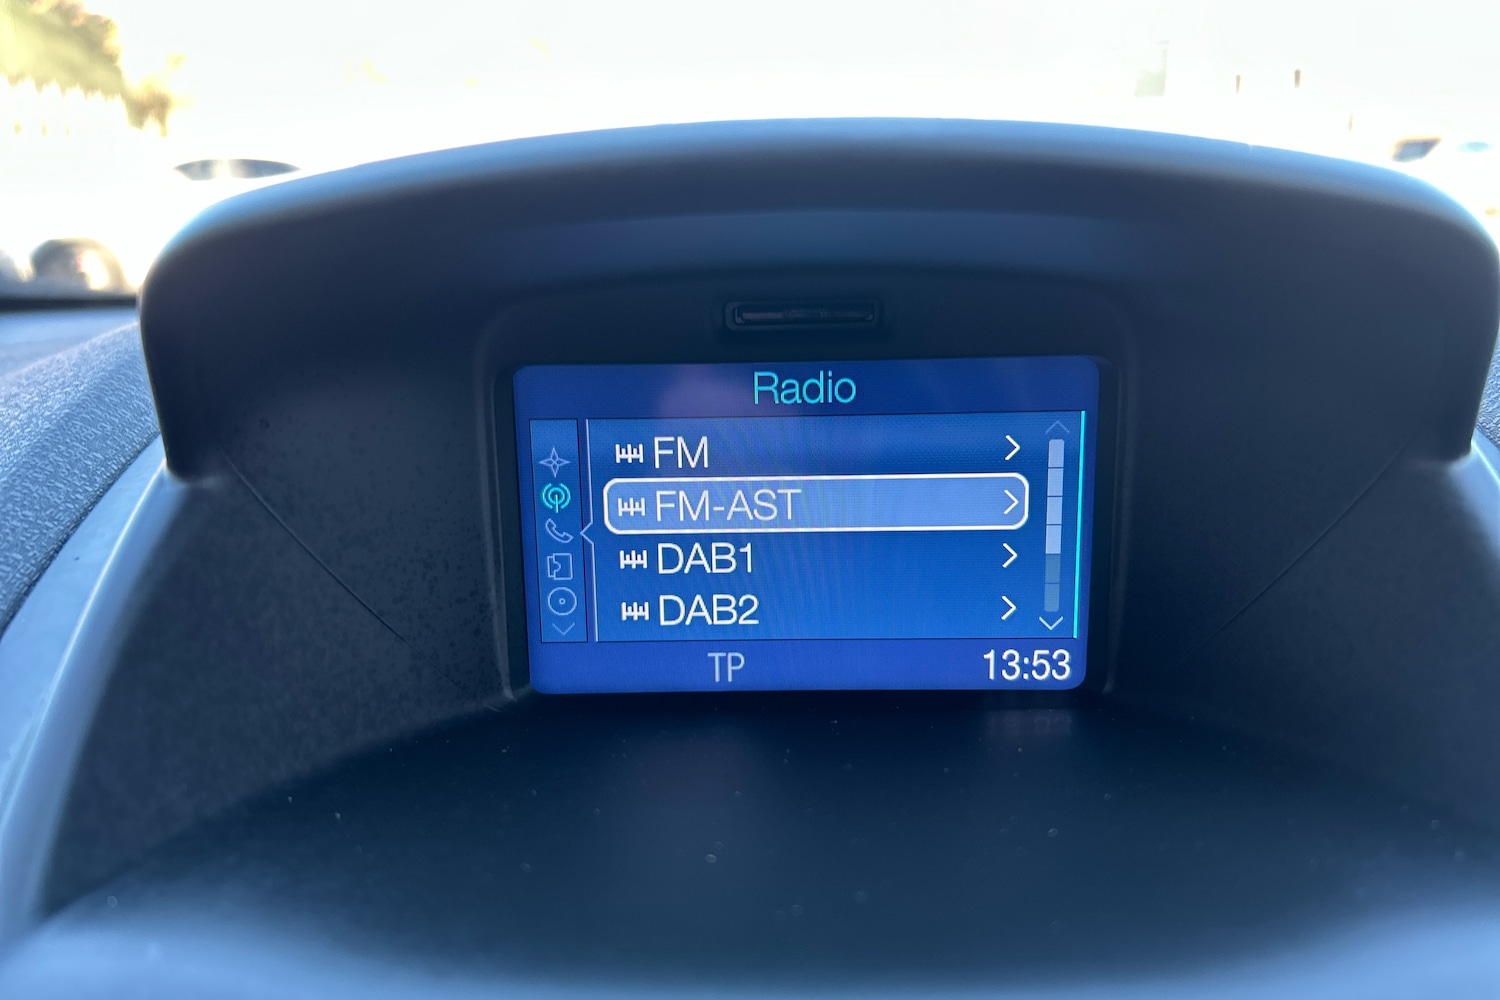 Radio
FM
FM-AST
DAB1
DAB2
TP 13:53